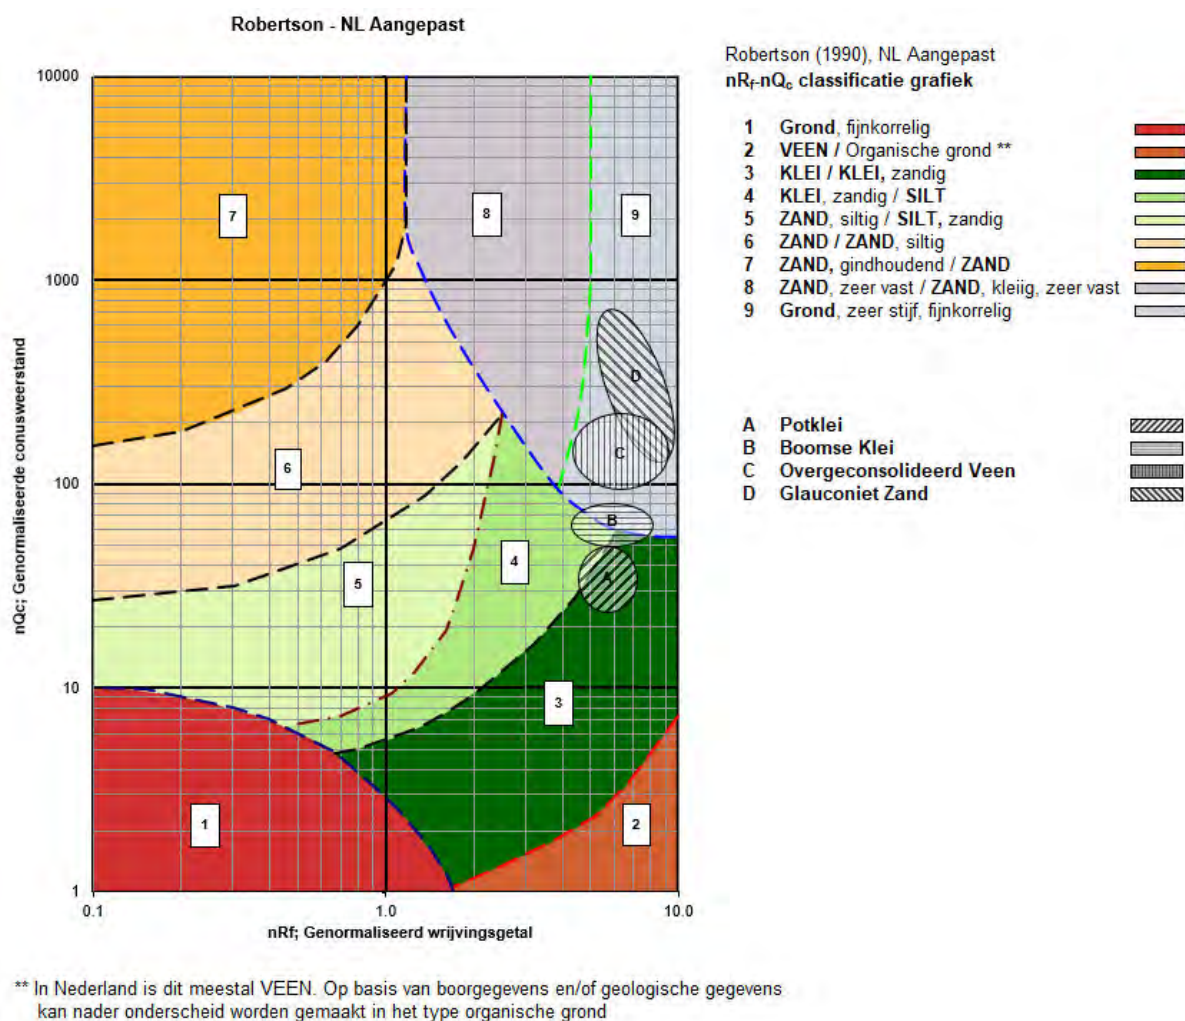 Robertson - NL Aangepast
Robertson (1990), NL Aangepast
nRf-nQc classificatie grafiek
1 Grond, fijnkorrelig
2 VEEN / Organische grond **
3 KLEI / KLEI, zandig
4 KLEI, zandig / SILT
5 ZAND, siltig / SILT, zandig
6 ZAND / ZAND, siltig
7 ZAND, gindhoudend / ZAND
8 ZAND, zeer vast / ZAND, kleiig, zeer vast
9 Grond, zeer stijf, fijnkorrelig
A Potklei
B Boomse Klei
C Overgeconsolideerd Veen
D Glauconiet Zand
nQc; Genormaliseerde conusweerstand
10000
1000
100
10
1
7
8
9
D
C
6
B
4
A
5
3
1
2
0.1
1.0
10.0
nRf; Genormaliseerd wrijvingsgetal
** In Nederland is dit meestal VEEN. Op basis van boorgegevens en/of geologische gegevens
kan nader onderscheid worden gemaakt in het type organische grond